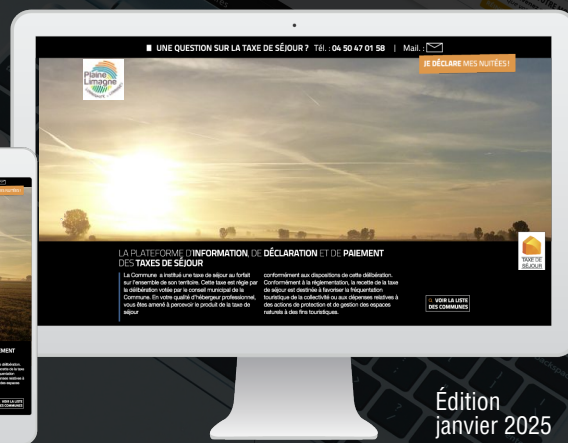 UNE QUESTION SUR LA TAXE DE SÉJOUR ? Tél. : 04 50 47 01 58 | Mail. :
JE DÉCLARE MES NUITÉES !
Plaine
Limagne
LA PLATEFORME D'INFORMATION, DE DÉCLARATION ET DE PAIEMENT
DES TAXES DE SÉJOUR
La Commune a institué une taxe de séjour au forfait
sur l'ensemble de son territoire. Cette taxe est régie par
la délibération votée par le conseil municipal de la
Commune. En votre qualité d'hébergeur professionnel,
vous êtes amené à percevoir le produit de la taxe de
séjour
conformément aux dispositions de cette délibération.
Conformément à la réglementation, la recette de la taxe
de séjour est destinée à favoriser la fréquentation
touristique de la collectivité ou aux dépenses relatives à
des actions de protection et de gestion des espaces
naturels à des fins touristiques.
TAXE DE
SÉJOUR
VOIR LA LISTE
DES COMMUNES
Édition
janvier 2025